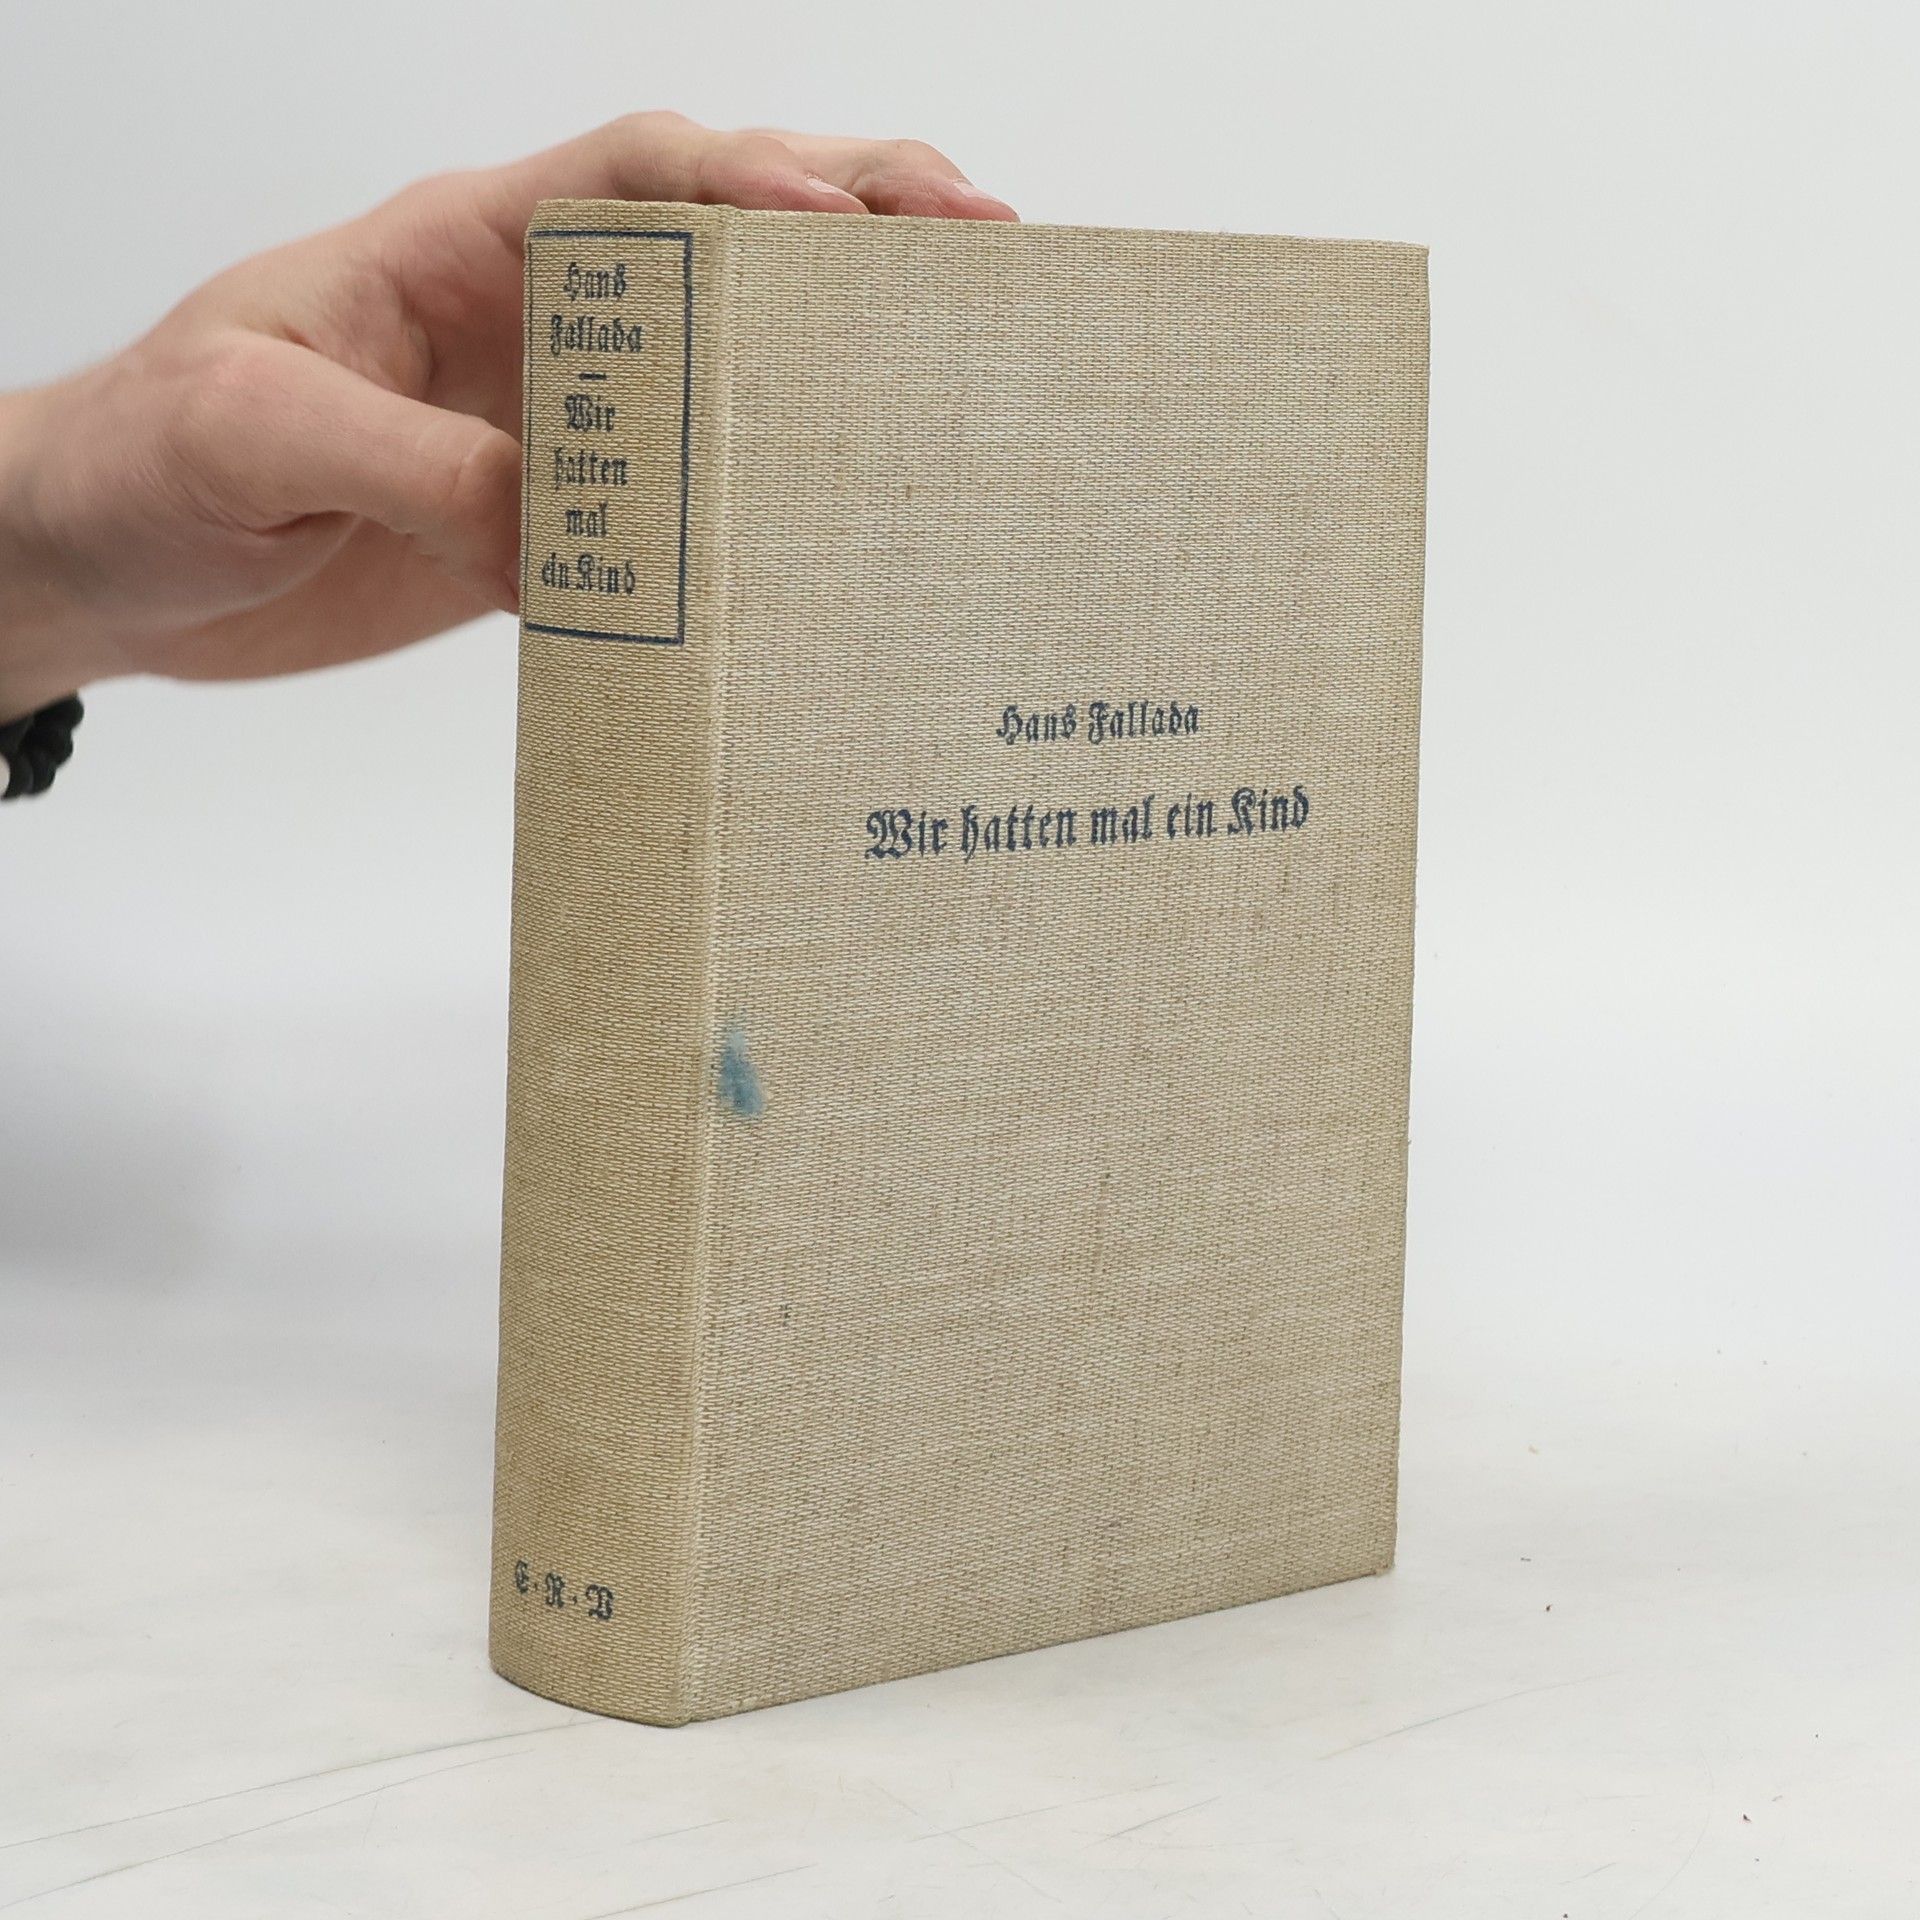 Hans
Fallada
Wir
hatten
mal
ein Kind
E. R. V
Hans Fallada
Wir hatten mal ein Kind